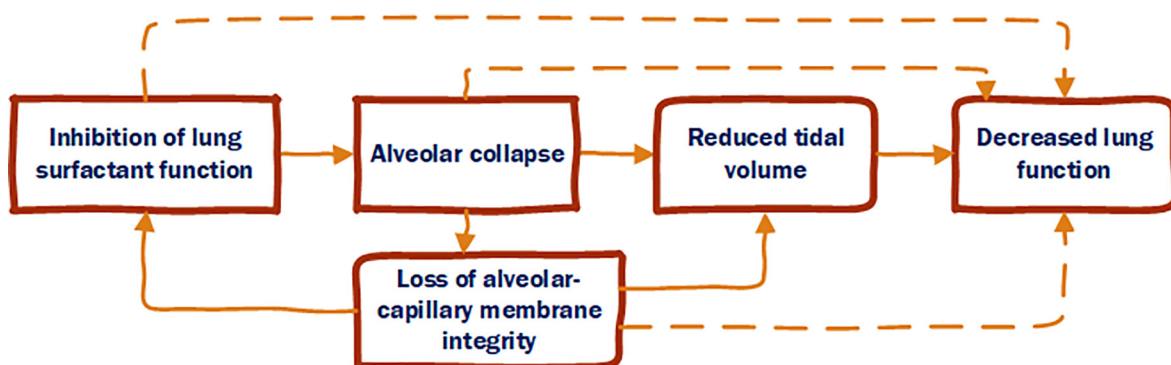 Inhibition of lung
surfactant function
Alveolar collapse
Reduced tidal
volume
Decreased lung
function
Loss of alveolar-
capillary membrane
integrity